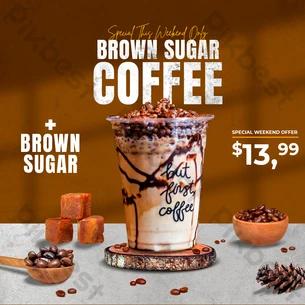 Special This Weekend Only
BROWN SUGAR
COFFEE
+
BROWN
SUGAR
SPECIAL WEEKEND OFFER
$13,99
but
first,
coffee